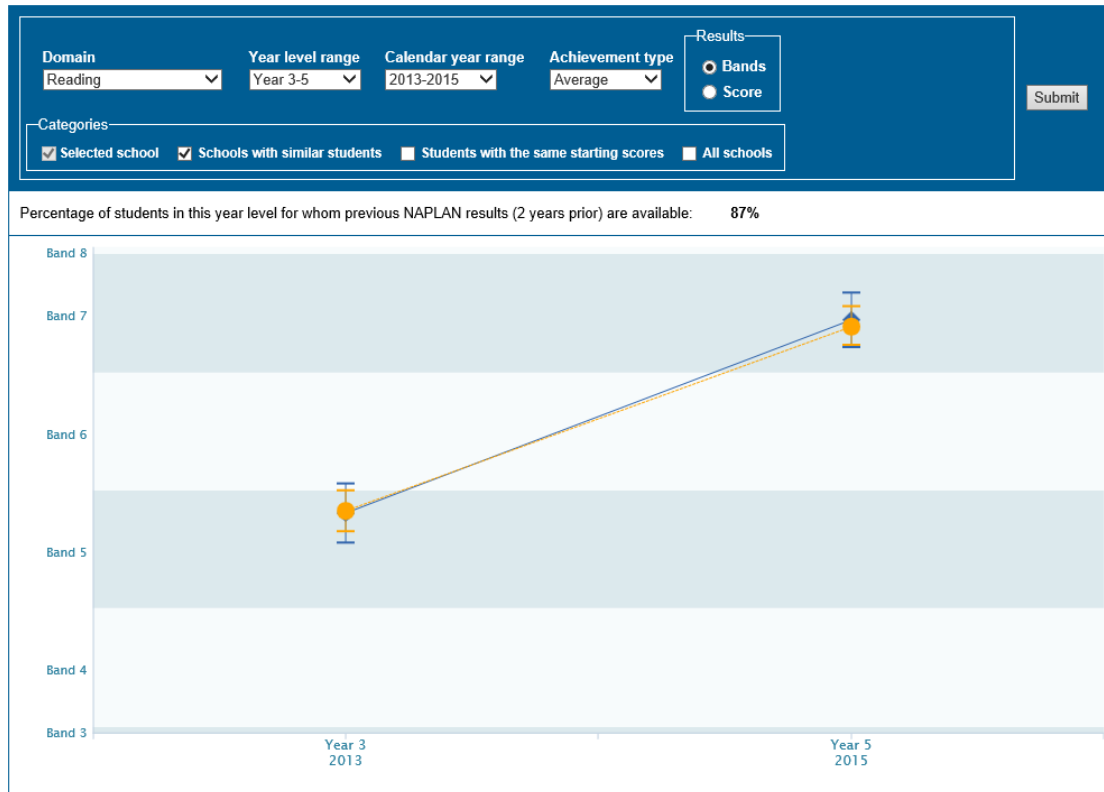 Results
Domain Year level range Calendar year range Achievement type
Bands
Reading Year 3-5 2013-2015 Average
Score
Submit
Categories
Selected school Schools with similar students Students with the same starting scores All schools
Percentage of students in this year level for whom previous NAPLAN results (2 years prior) are available: 87%
Band 8
Band 7
Band 6
Band 5
Band 4
Band 3
Year 3 Year 5
2013 2015